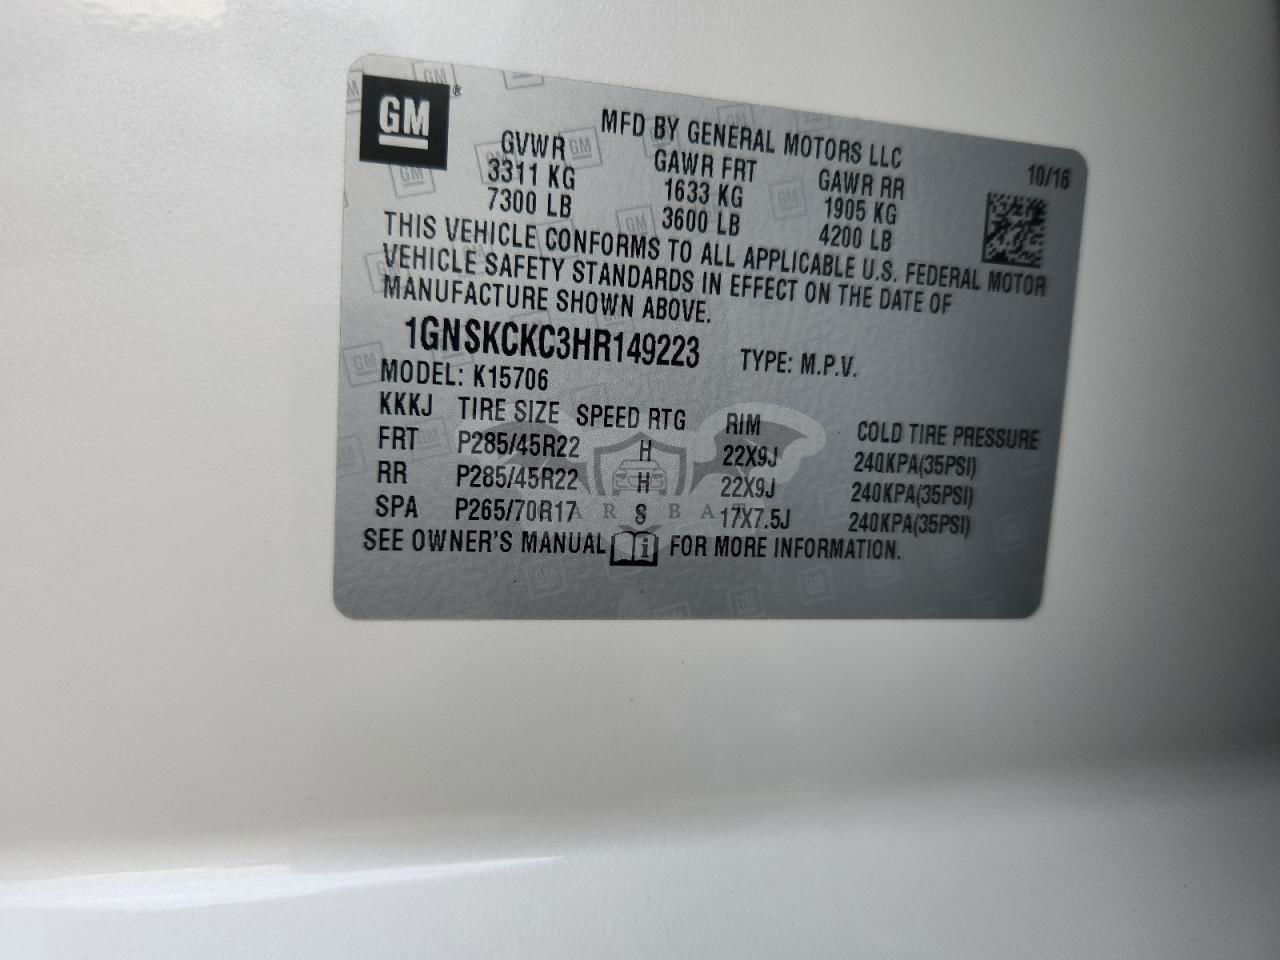 GM
MFD BY GENERAL MOTORS LLC
10/16
GVWR GAWR FRT GAWR RR
3311 KG 1633 KG 1905 KG
7300 LB 3600 LB 4200 LB
THIS VEHICLE CONFORMS TO ALL APPLICABLE U.S. FEDERAL MOTOR
VEHICLE SAFETY STANDARDS IN EFFECT ON THE DATE OF
MANUFACTURE SHOWN ABOVE.
1GNSKCKC3HR149223 TYPE: M.P.V.
MODEL: K15706
KKKJ TIRE SIZE SPEED RTG RIM COLD TIRE PRESSURE
FRT P285/45R22 H 22X9J 240KPA(35PSI)
RR P285/45R22 H 22X9J 240KPA(35PSI)
SPA P265/70R17 S 17X7.5J 240KPA(35PSI)
SEE OWNER'S MANUAL i FOR MORE INFORMATION.